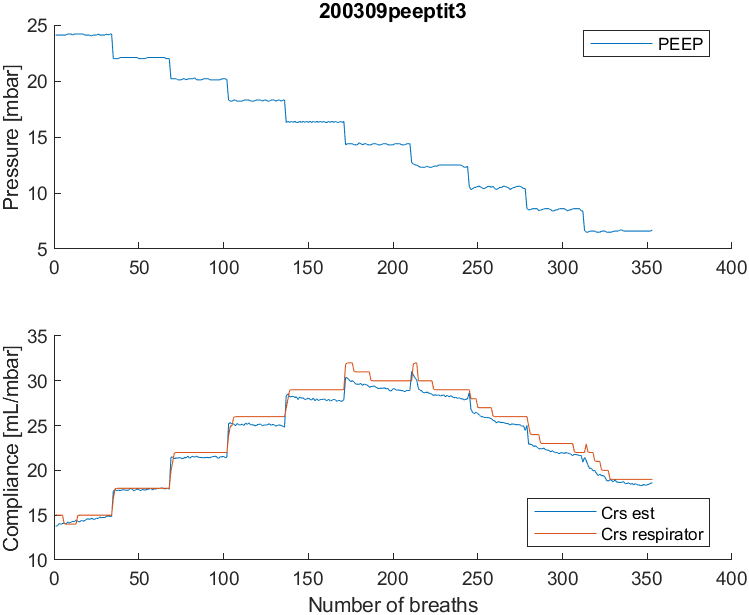 200309peeptit3
25
20
15
10
5
Pressure [mbar]
PEEP
0 50 100 150 200 250 300 350 400
35
30
25
20
15
10
Compliance [mL/mbar]
Crs est
Crs respirator
0 50 100 150 200 250 300 350 400
Number of breaths